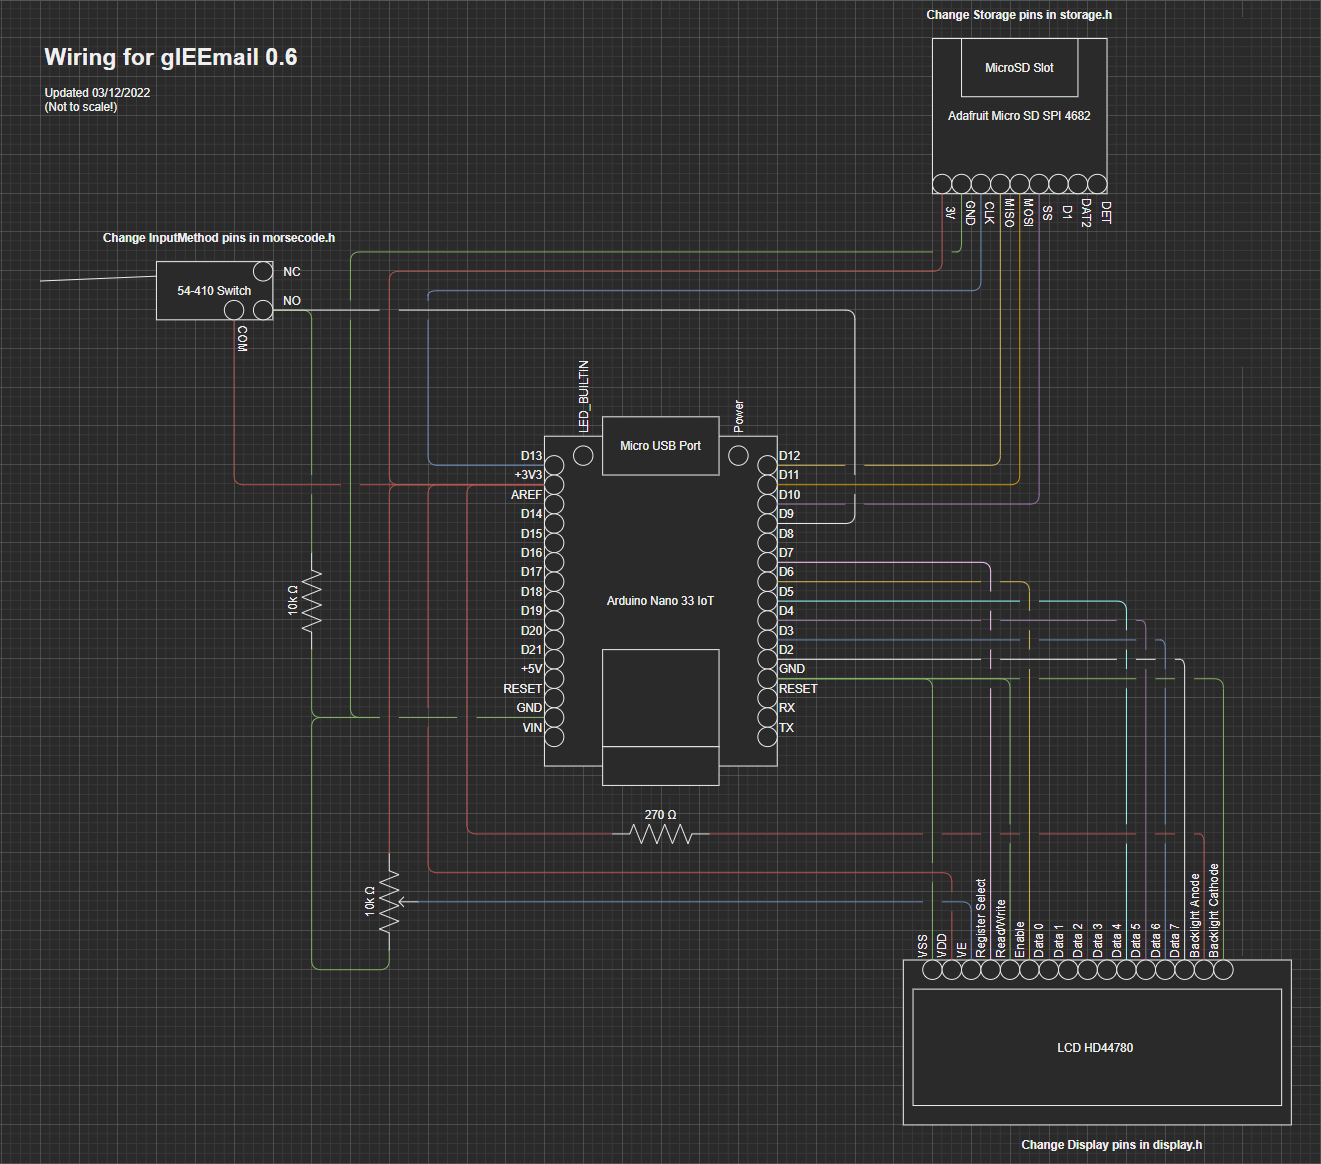 Change Storage pins in storage.h
Wiring for glEEmail 0.6
Updated 03/12/2022
(Not to scale!)
MicroSD Slot
Adafruit Micro SD SPI 4682
3V
GND
CLK
MISO
MOSI
SS
D1
DAT2
DET
Change InputMethod pins in morsecode.h
NC
54-410 Switch
NO
COM
LED_BUILTIN
Power
Micro USB Port
D13
+3V3
AREF
D14
D15
D16
D17
D18
D19
D20
D21
+5V
RESET
GND
VIN
D12
D11
D10
D9
D8
D7
D6
D5
D4
D3
D2
GND
RESET
RX
TX
Arduino Nano 33 IoT
10k Ω
270 Ω
10k Ω
VSS
VDD
VE
Register Select
Read/Write
Enable
Data 0
Data 1
Data 2
Data 3
Data 4
Data 5
Data 6
Data 7
Backlight Anode
Backlight Cathode
LCD HD44780
Change Display pins in display.h